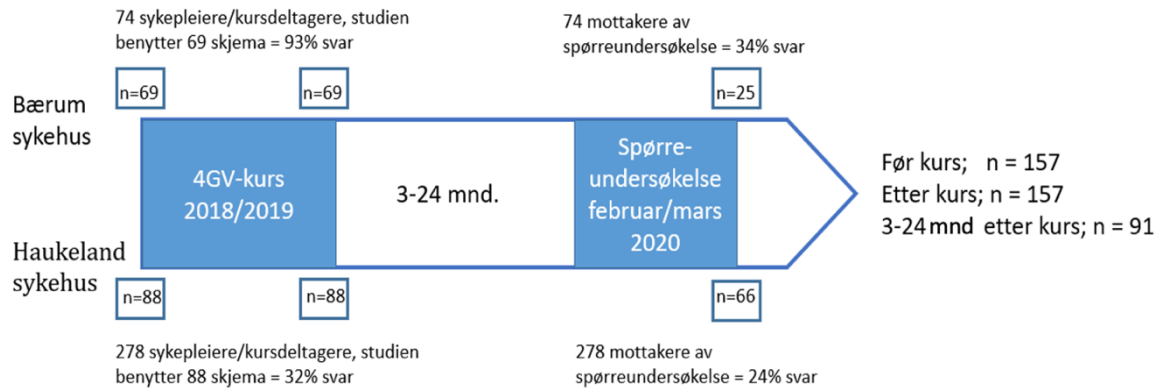 74 sykepleiere/kursdeltagere, studien
benytter 69 skjema = 93% svar
74 mottakere av
spørreundersøkelse = 34% svar
n=69
n=69
n=25
Bærum
sykehus
4GV-kurs
2018/2019
3-24 mnd.
Spørre-
undersøkelse
februar/mars
2020
Før kurs; n = 157
Etter kurs; n = 157
3-24 mnd etter kurs; n = 91
Haukeland
sykehus
n=88
n=88
n=66
278 sykepleiere/kursdeltagere, studien
benytter 88 skjema = 32% svar
278 mottakere av
spørreundersøkelse = 24% svar